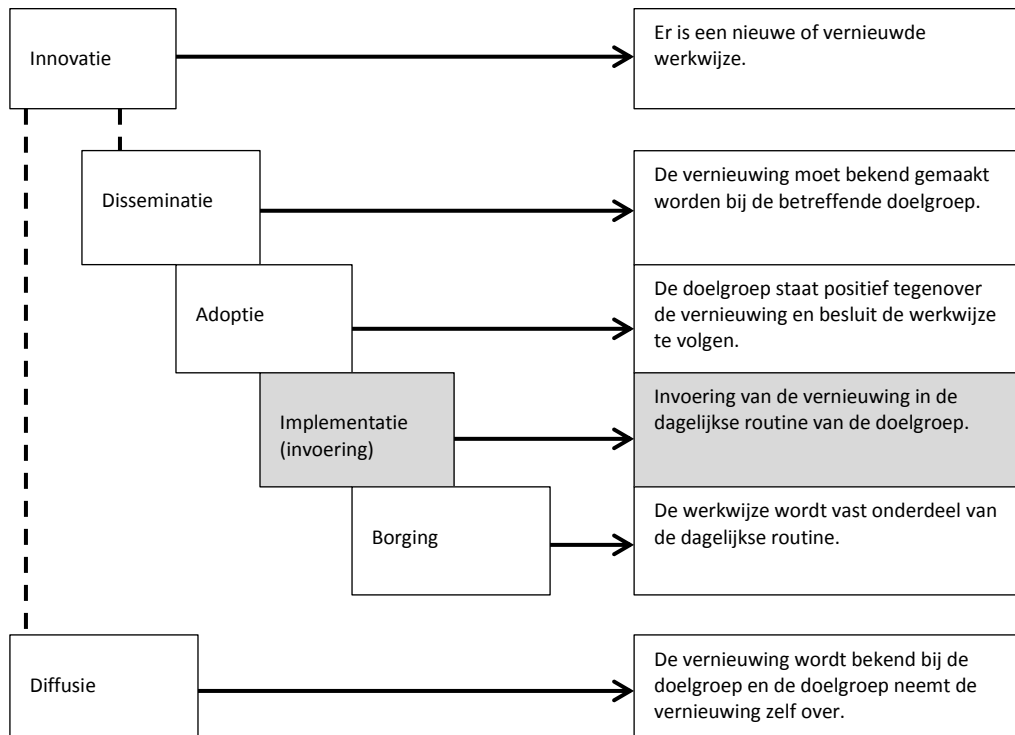 Innovatie
Er is een nieuwe of vernieuwde
werkwijze.
Disseminatie
De vernieuwing moet bekend gemaakt
worden bij de betreffende doelgroep.
Adoptie
De doelgroep staat positief tegenover
de vernieuwing en besluit de werkwijze
te volgen.
Implementatie
(invoering)
Invoering van de vernieuwing in de
dagelijkse routine van de doelgroep.
Borging
De werkwijze wordt vast onderdeel van
de dagelijkse routine.
Diffusie
De vernieuwing wordt bekend bij de
doelgroep en de doelgroep neemt de
vernieuwing zelf over.